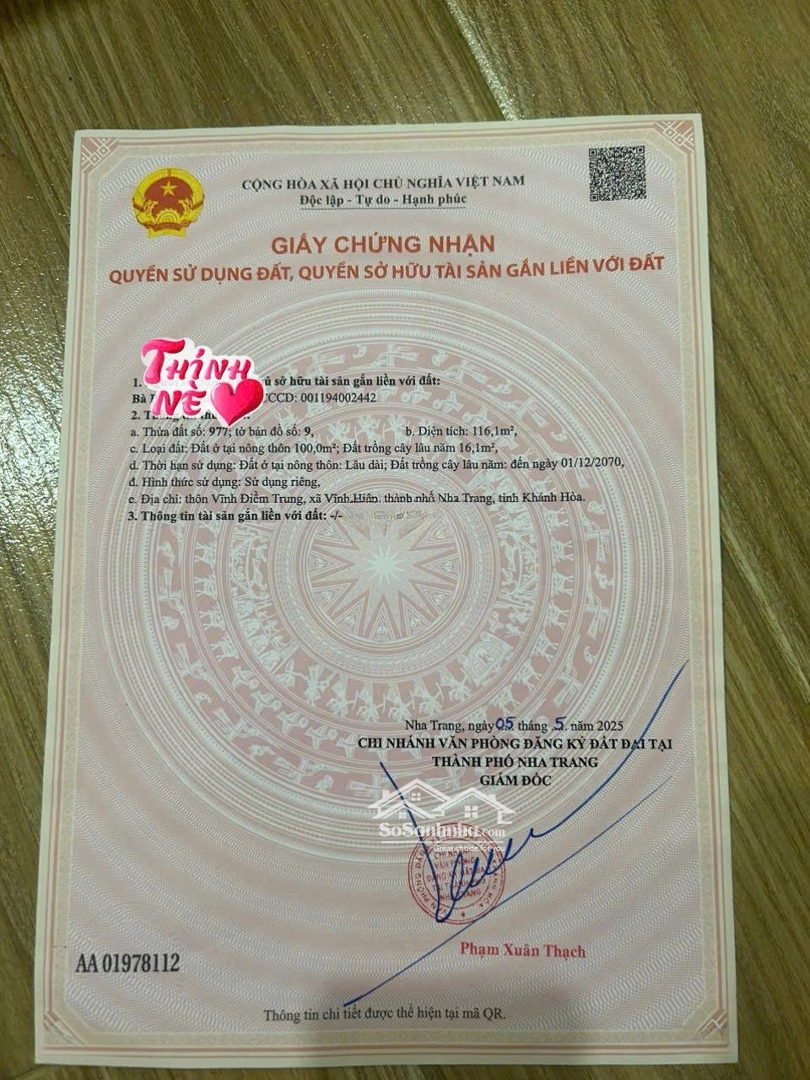 CỘNG HÒA XÃ HỘI CHỦ NGHĨA VIỆT NAM
Độc lập - Tự do - Hạnh phúc
GIẤY CHỨNG NHẬN
QUYỀN SỬ DỤNG ĐẤT, QUYỀN SỞ HỮU TÀI SẢN GẮN LIỀN VỚI ĐẤT
THÍNH
NÈ
1. sở hữu tài sản gắn liền với đất:
Bà CCCD: 001194002442
2.
a. Thửa đất số: 977; tờ bản đồ số: 9, b. Diện tích: 116,1m²,
c. Loại đất: Đất ở tại nông thôn 100,0m²; Đất trồng cây lâu năm 16,1m²,
d. Thời hạn sử dụng: Đất ở tại nông thôn: Lâu dài; Đất trồng cây lâu năm: đến ngày 01/12/2070,
đ. Hình thức sử dụng: Sử dụng riêng,
e. Địa chỉ: thôn Vĩnh Điềm Trung, xã Vĩnh Hiệp, thành phố Nha Trang, tỉnh Khánh Hòa.
3. Thông tin tài sản gắn liền với đất: -/-
Nha Trang, ngày 05 tháng 5 năm 2025
CHI NHÁNH VĂN PHÒNG ĐĂNG KÝ ĐẤT ĐAI TẠI
THÀNH PHỐ NHA TRANG
GIÁM ĐỐC
SoSanhnha.com
Great choice for you
Phạm Xuân Thạch
AA 01978112
Thông tin chi tiết được thể hiện tại mã QR.